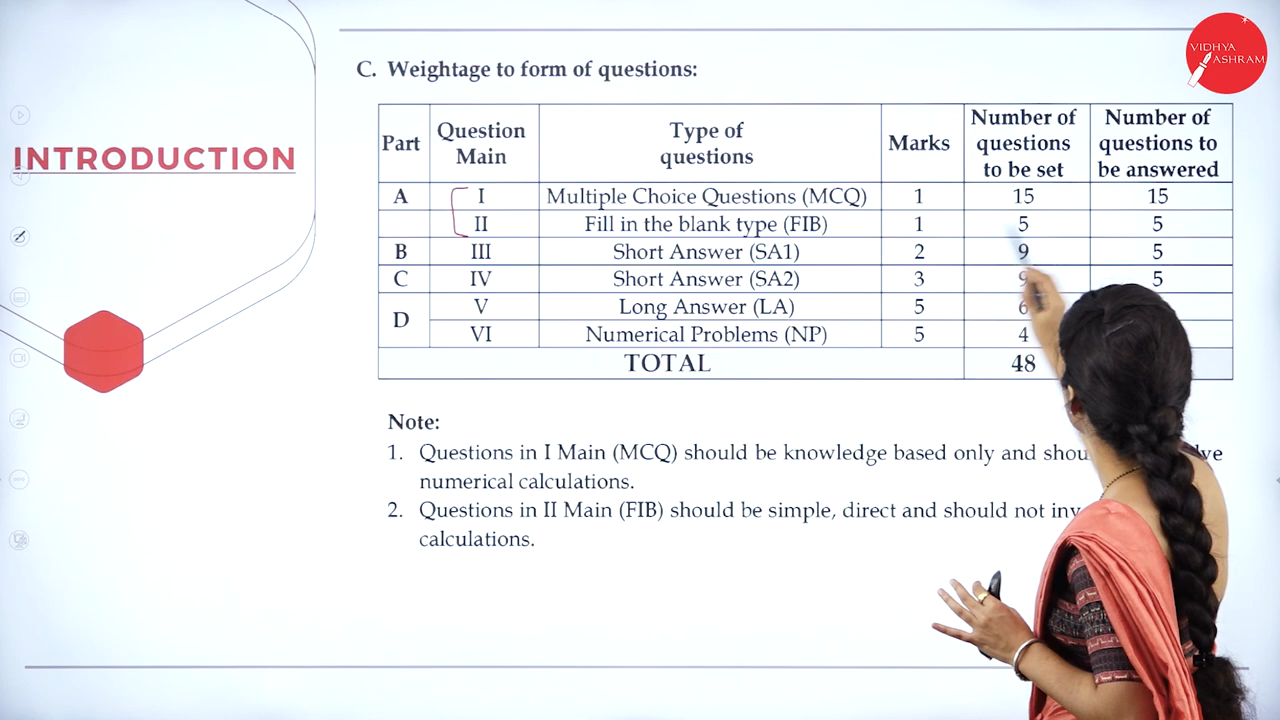 VIDHYA
ASHRAM
INTRODUCTION
C. Weightage to form of questions:
Part Question Main Type of questions Marks Number of questions to be set Number of questions to be answered
A I Multiple Choice Questions (MCQ) 1 15 15
II Fill in the blank type (FIB) 1 5 5
B III Short Answer (SA1) 2 9 5
C IV Short Answer (SA2) 3 9 5
D V Long Answer (LA) 5 6
VI Numerical Problems (NP) 5 4
TOTAL 48
Note:
1. Questions in I Main (MCQ) should be knowledge based only and
numerical calculations.
2. Questions in II Main (FIB) should be simple, direct and should not
calculations.